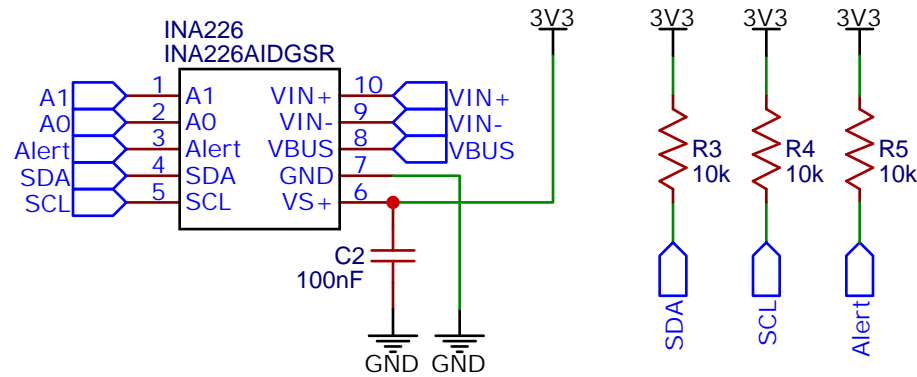 INA226
INA226AIDGSR
3V3
3V3
3V3
3V3
A1 1 A1 VIN+ 10 VIN+
A0 2 A0 VIN- 9 VIN-
Alert 3 Alert VBUS 8 VBUS
SDA 4 SDA GND 7
SCL 5 SCL VS+ 6
R3
10k
R4
10k
R5
10k
C2
100nF
GND
GND
SDA
SCL
Alert